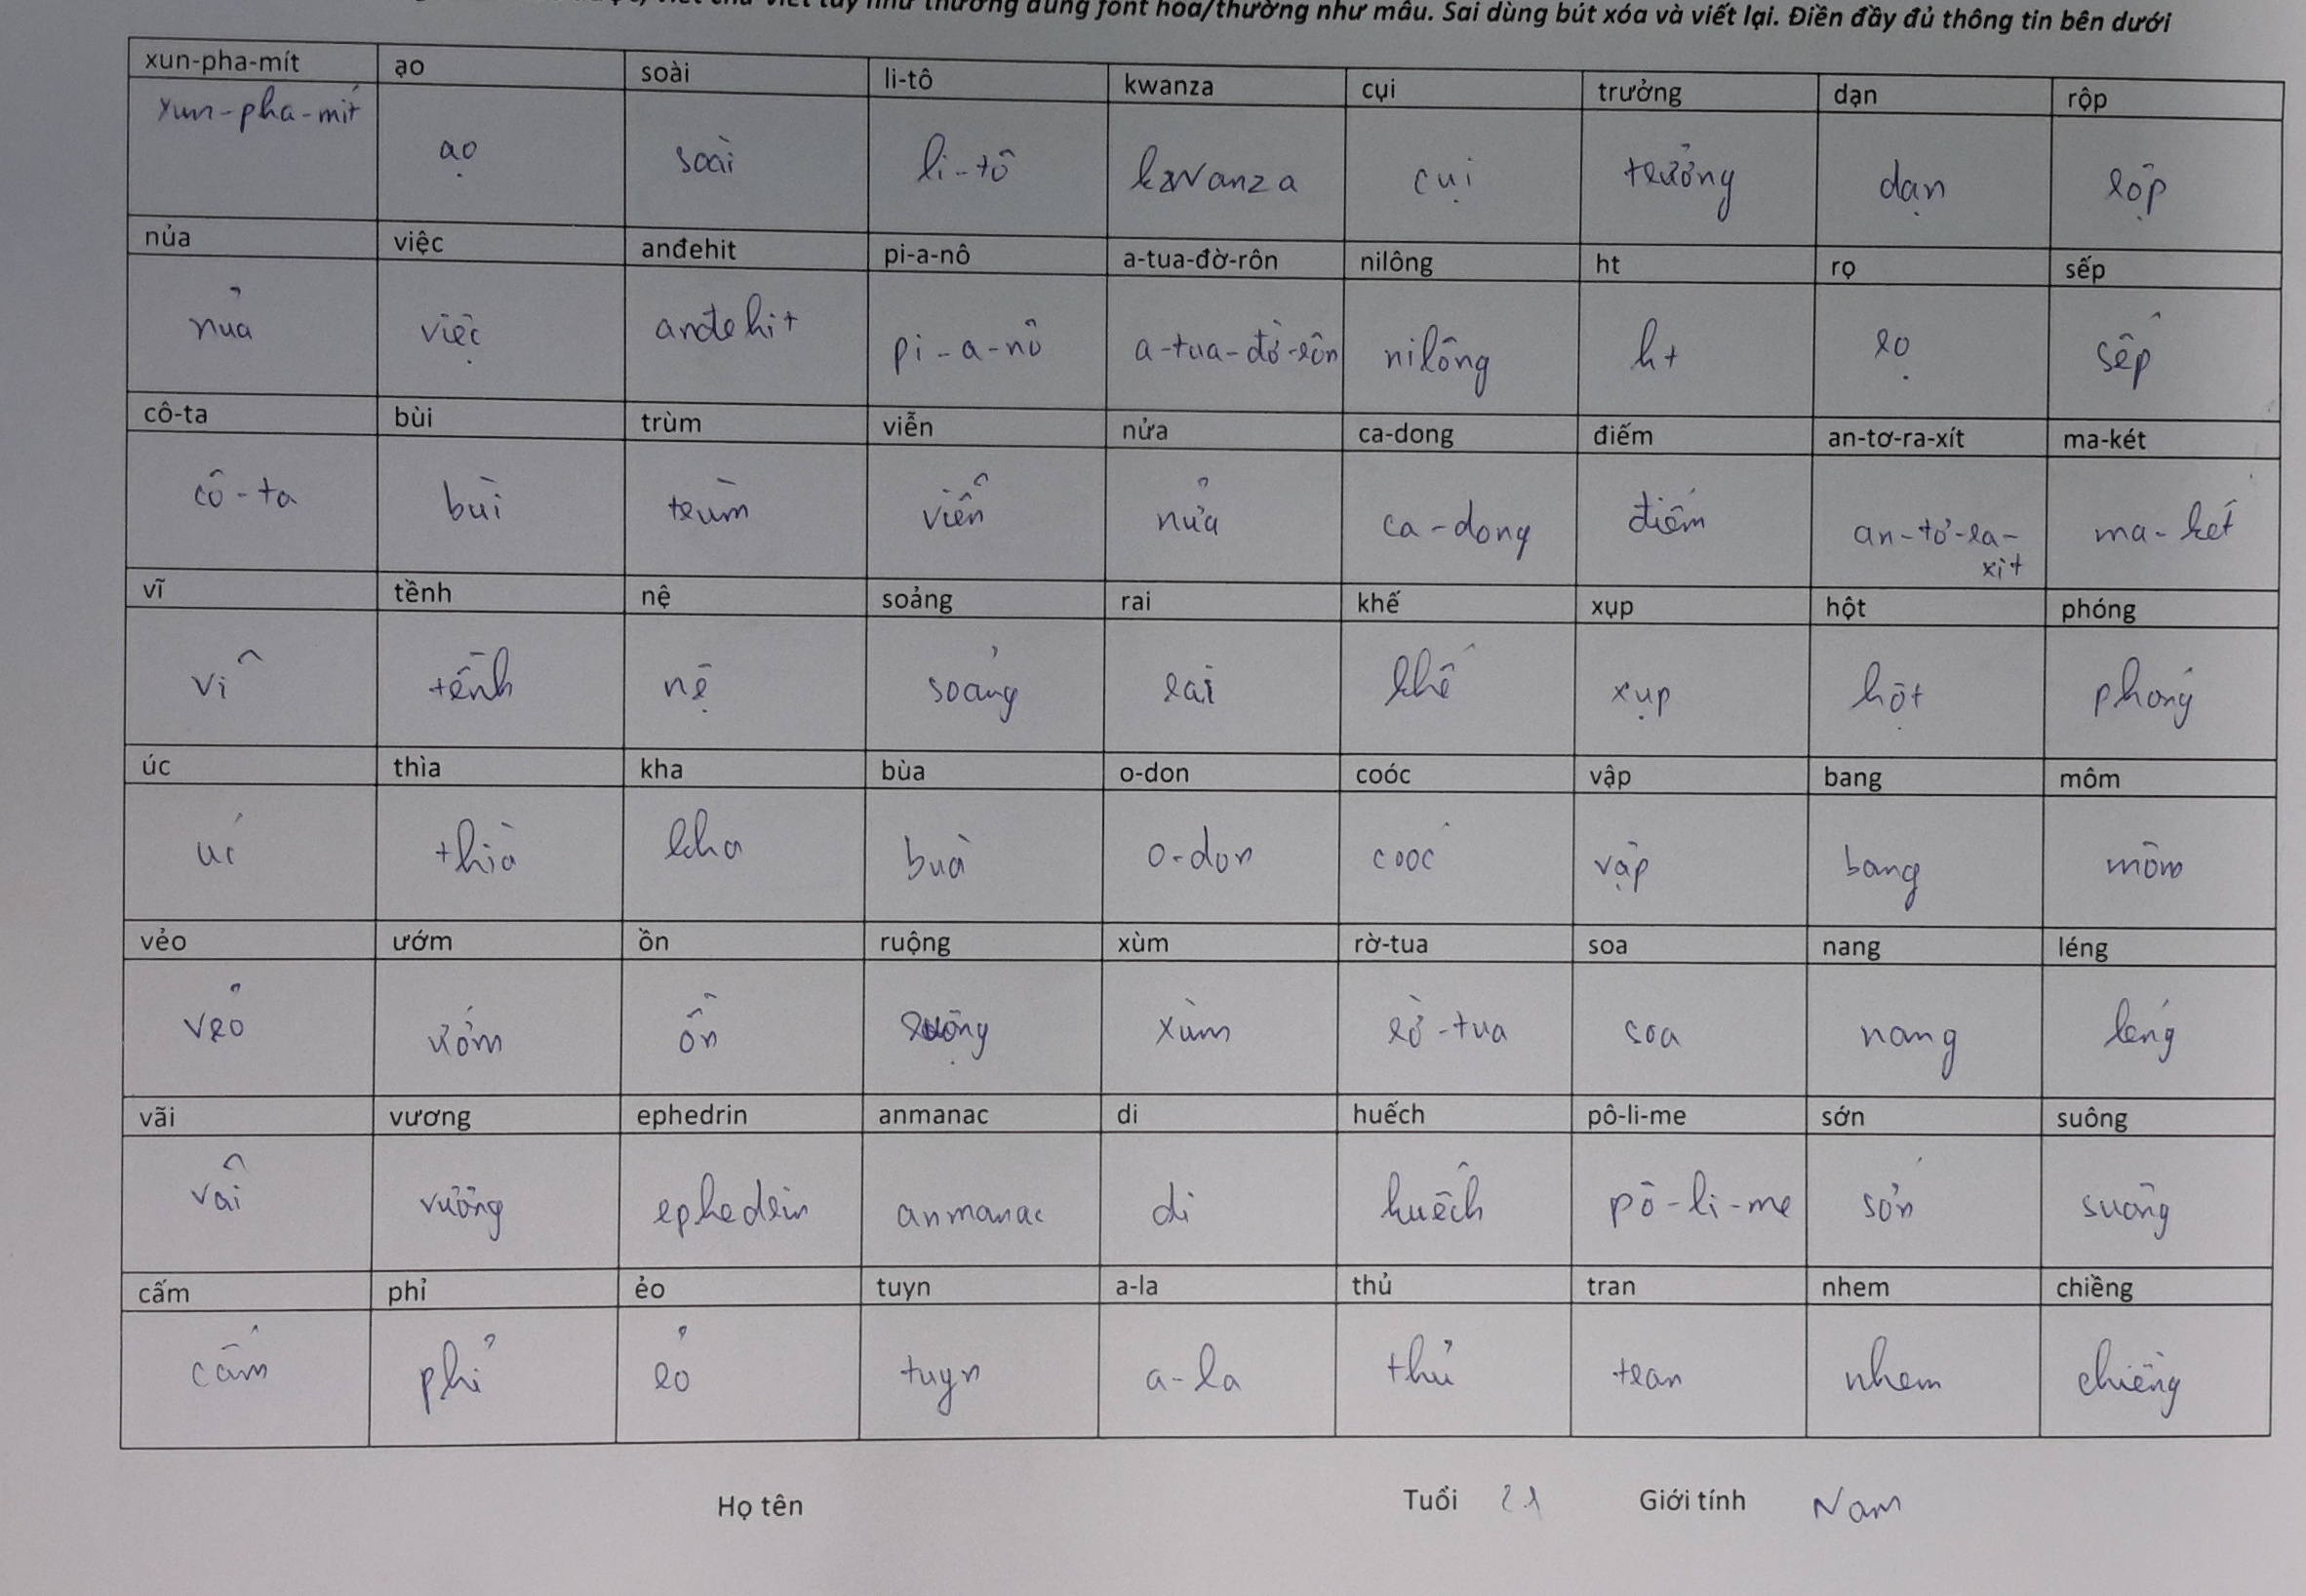 viết chữ viết tay như thường dùng font hoa/thường như mẫu. Sai dùng bút xóa và viết lại. Điền đầy đủ thông tin bên dưới
xun-pha-mít ạo soài li-tô kwanza cụi trưởng dạn rộp
xun-pha-mít ạo soài li-tô kwanza cụi trưởng dạn rộp
nủa việc anđehit pi-a-nô a-tua-đờ-rôn nilông ht rọ sếp
nủa việc anđehit pi-a-nô a-tua-đờ-rôn nilông ht rọ sếp
cô-ta bùi trùm viễn nửa ca-dong điếm an-tơ-ra-xít ma-két
cô-ta bùi trùm viễn nửa ca-dong điếm an-tơ-ra-xít ma-két
vĩ tềnh nệ soảng rai khế xụp hột phóng
vĩ tềnh nệ soảng rai khế xụp hột phóng
úc thìa kha bùa o-don coóc vập bang môm
úc thìa kha bùa o-don coóc vập bang môm
vẻo ướm ồn ruộng xùm rờ-tua soa nang léng
vẻo ướm ồn ruộng xùm rờ-tua soa nang léng
vãi vương ephedrin anmanac di huếch pô-li-me sớn suông
vãi vương ephedrin anmanac di huếch pô-li-me sớn suông
cấm phỉ ẻo tuyn a-la thủ tran nhem chiềng
cấm phỉ ẻo tuyn a-la thủ tran nhem chiềng
Họ tên Tuổi 21 Giới tính Nam